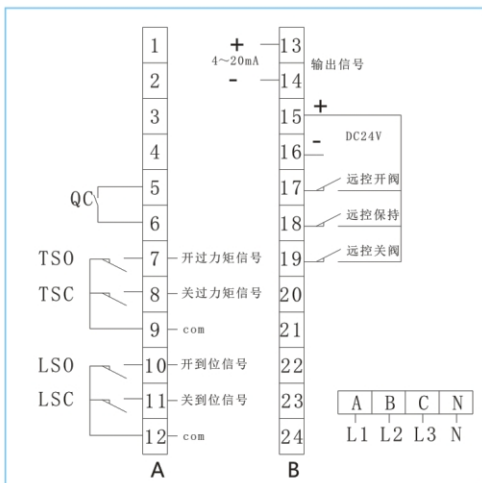 1 + 13
4～20mA 输出信号
2 - 14
3 15 +
DC24V
4 16 -
5 17 远控开阀
QC
6 18 远控保持
TSO 7 开过力矩信号 19 远控关阀
TSC 8 关过力矩信号 20
9 com 21
LSO 10 开到位信号 22
LSC 11 关到位信号 23
12 com 24
A B C N
L1 L2 L3 N
A B